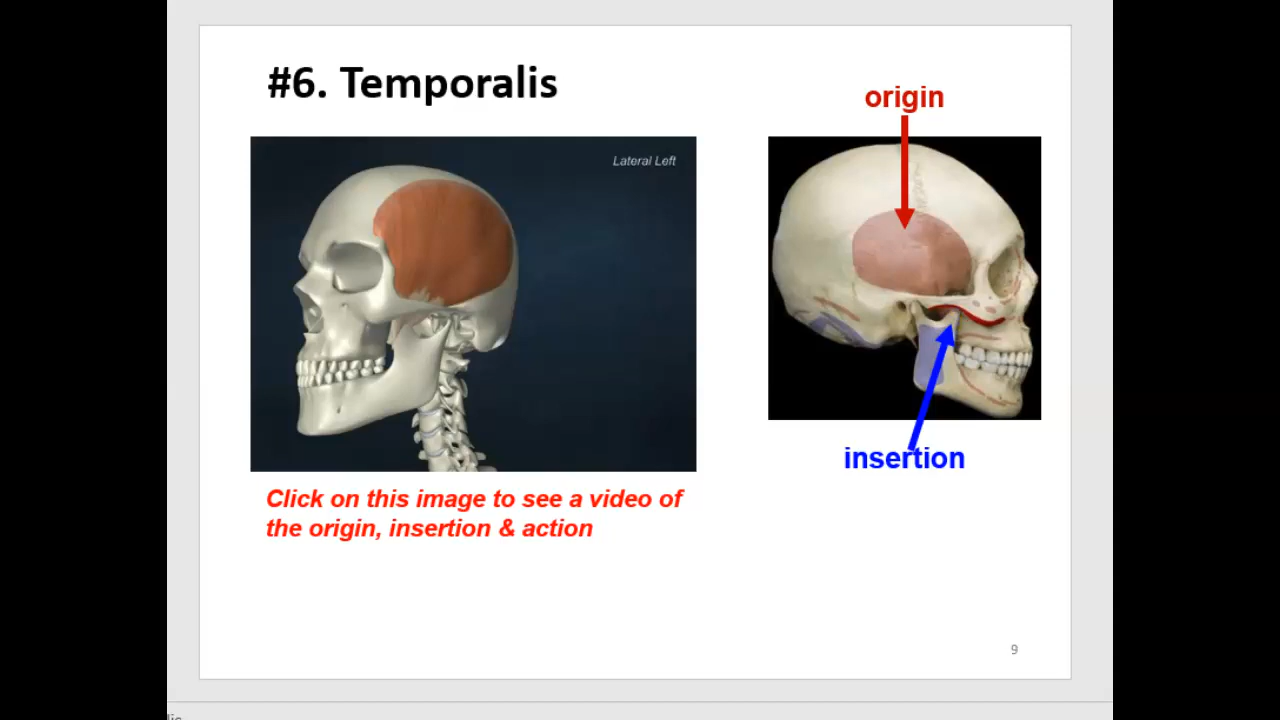 #6. Temporalis
origin
Lateral Left
insertion
Click on this image to see a video of
the origin, insertion & action
9